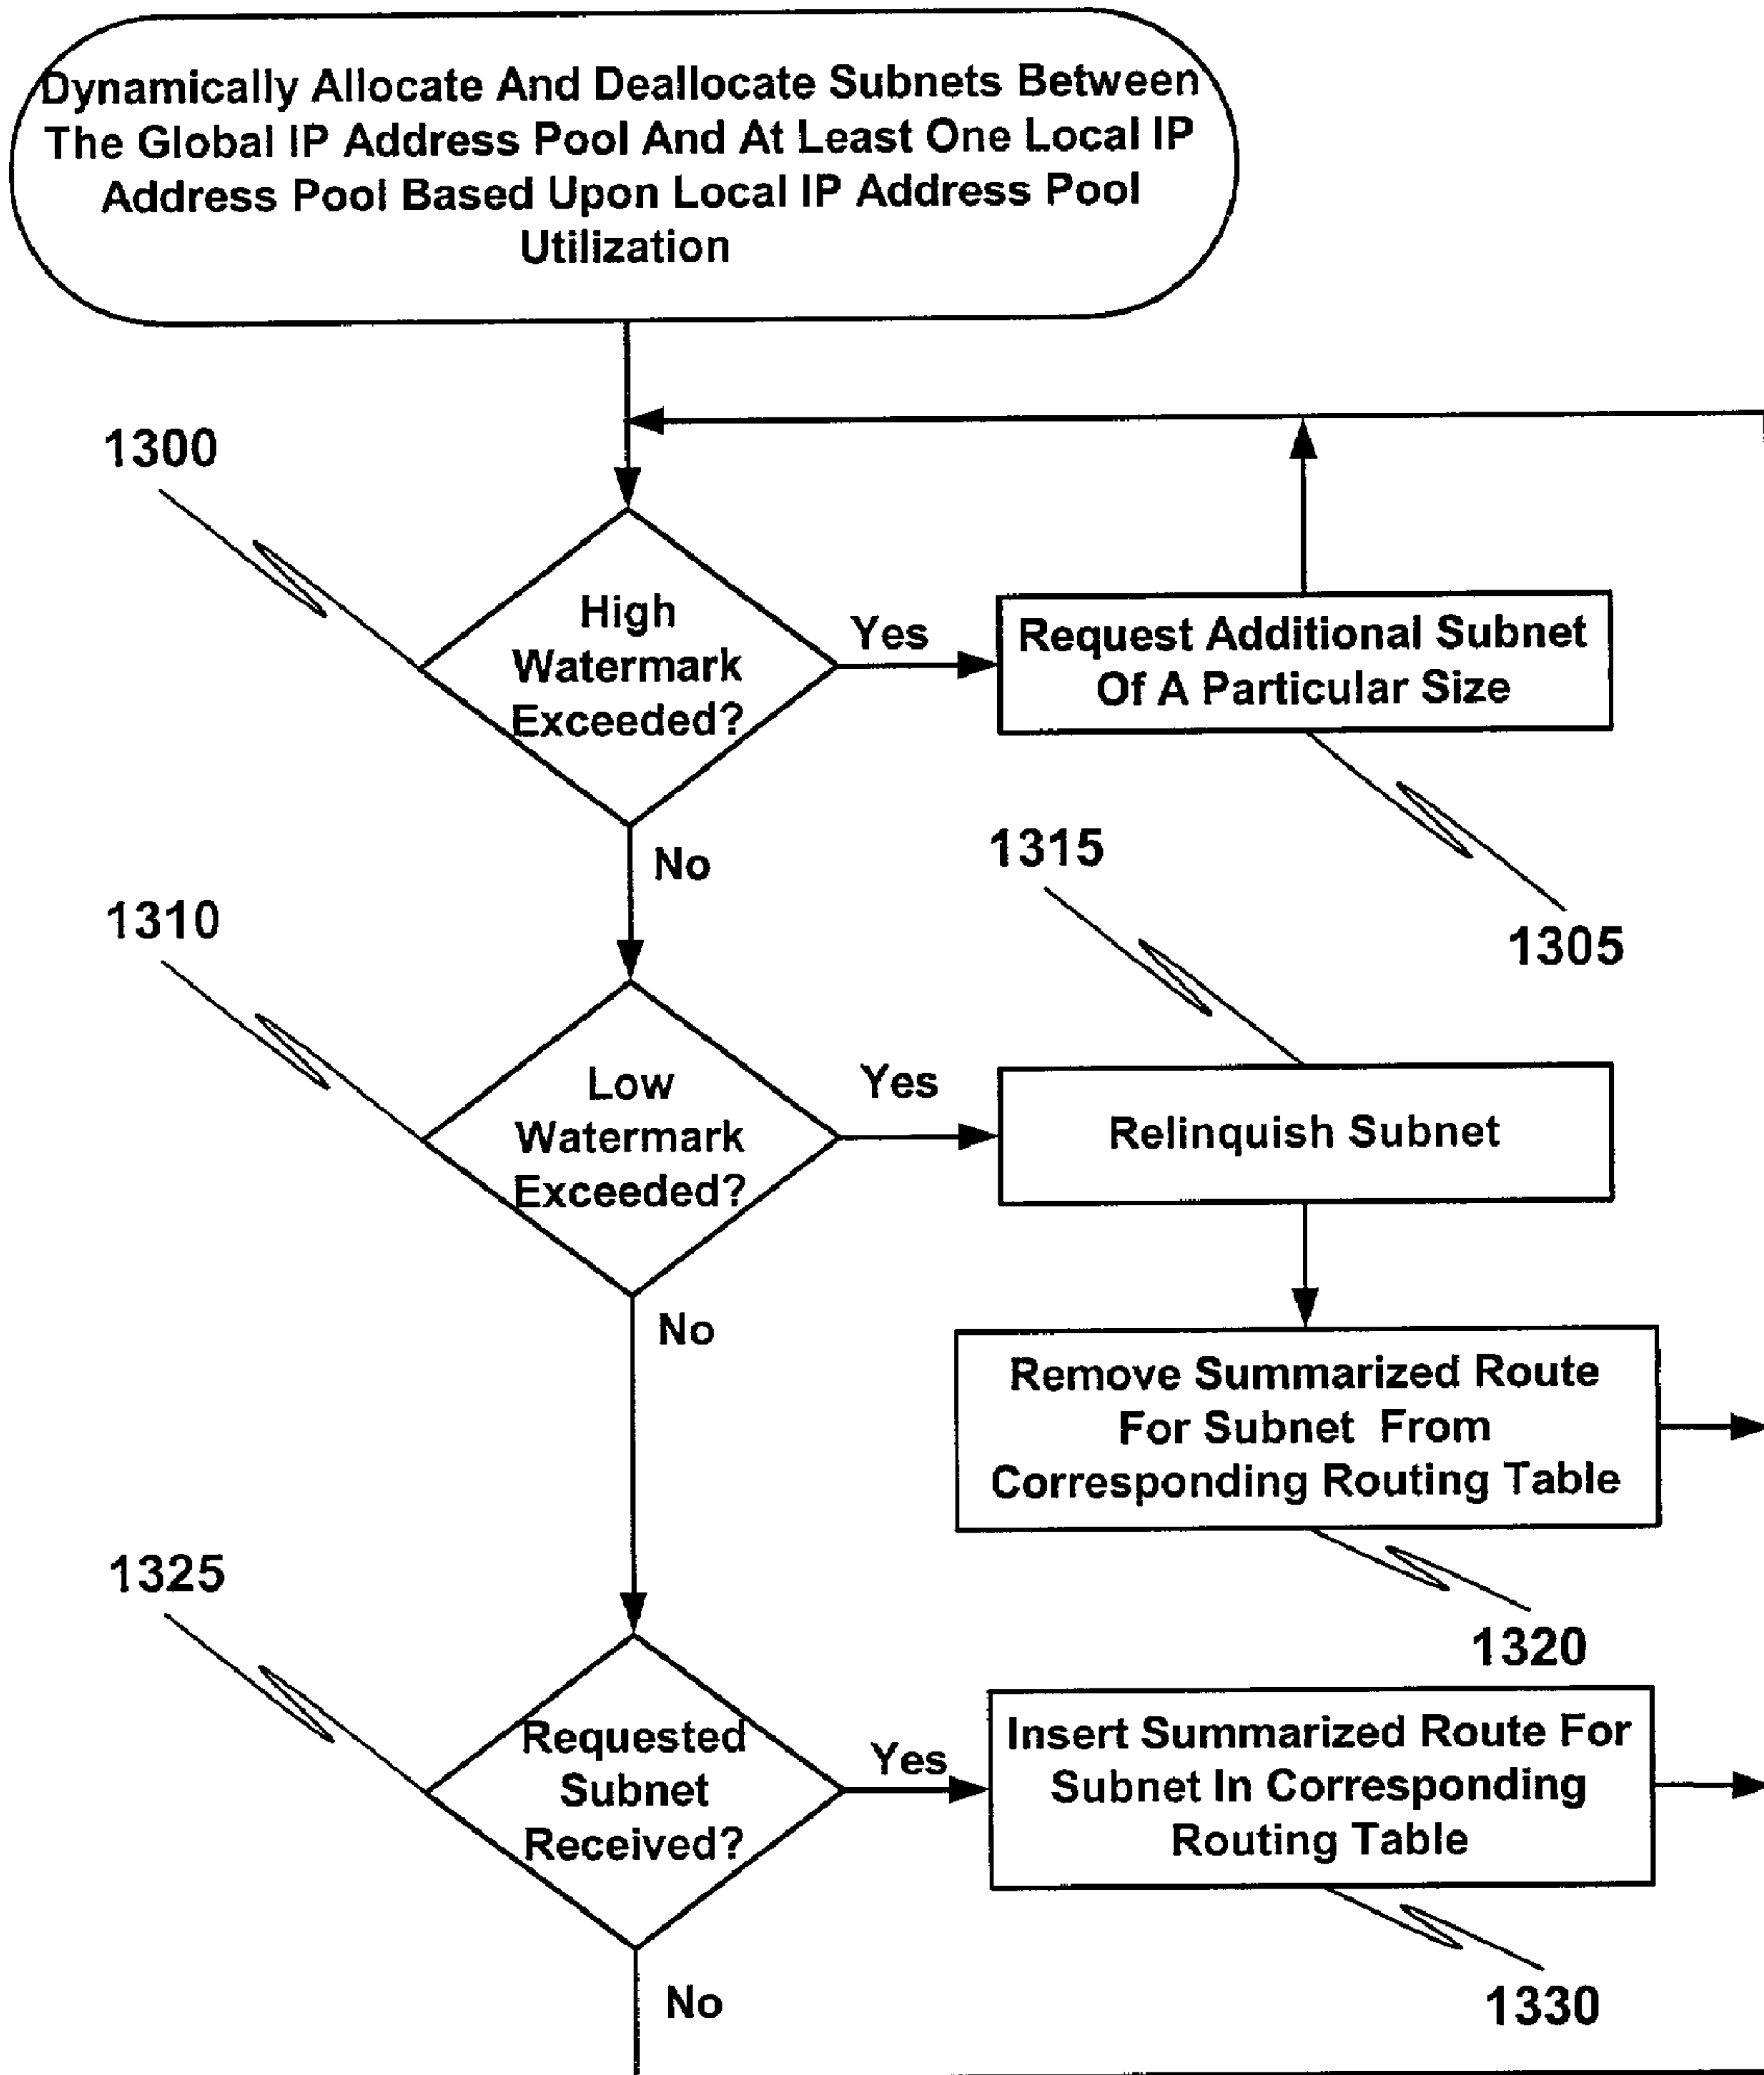 Dynamically Allocate And Deallocate Subnets Between
The Global IP Address Pool And At Least One Local IP
Address Pool Based Upon Local IP Address Pool
Utilization
1300
High
Watermark
Exceeded?
Yes
Request Additional Subnet
Of A Particular Size
No
1315
1305
1310
Low
Watermark
Exceeded?
Yes
Relinquish Subnet
No
Remove Summarized Route
For Subnet From
Corresponding Routing Table
1325
1320
Requested
Subnet
Received?
Yes
Insert Summarized Route For
Subnet In Corresponding
Routing Table
No
1330